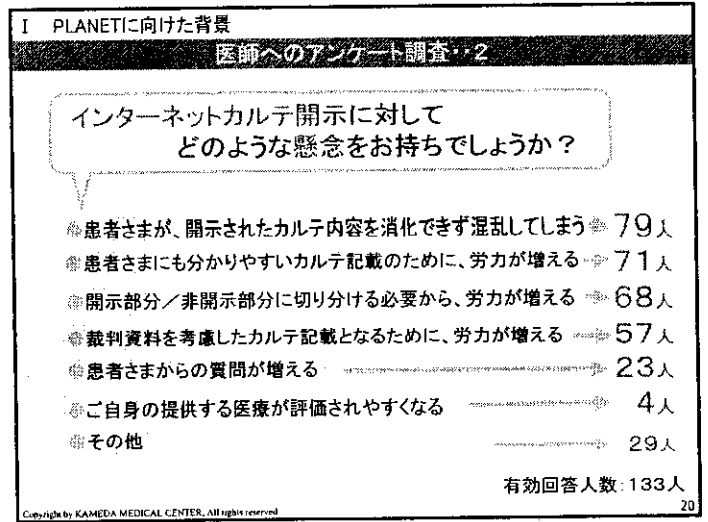 I PLANETに向けた背景
医師へのアンケート調査‥2
インターネットカルテ開示に対して
どのような懸念をお持ちでしょうか?
患者さまが、開示されたカルテ内容を消化できず混乱してしまう 79人
患者さまにも分かりやすいカルテ記載のために、労力が増える 71人
開示部分/非開示部分に切り分ける必要から、労力が増える 68人
裁判資料を考慮したカルテ記載となるために、労力が増える 57人
患者さまからの質問が増える 23人
ご自身の提供する医療が評価されやすくなる 4人
その他 29人
有効回答人数:133人
Copyright by KAMEDA MEDICAL CENTER, All rights reserved 20